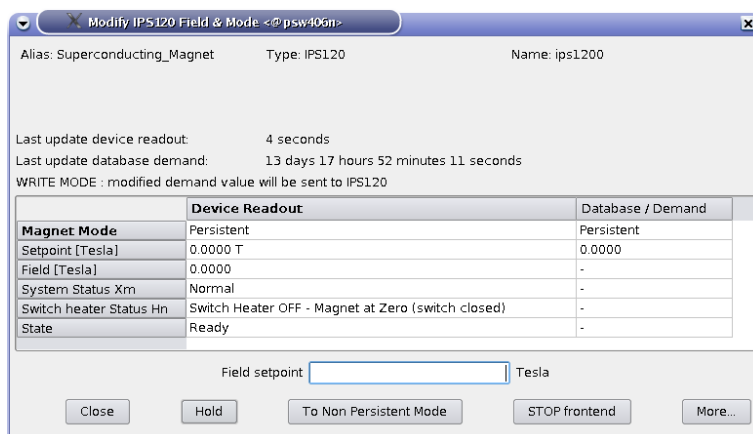 Modify IPS120 Field & Mode <@psw406n>
Alias: Superconducting_Magnet Type: IPS120 Name: ips1200
Last update device readout: 4 seconds
Last update database demand: 13 days 17 hours 52 minutes 11 seconds
WRITE MODE : modified demand value will be sent to IPS120
Device Readout Database / Demand
Magnet Mode Persistent Persistent
Setpoint [Tesla] 0.0000 T 0.0000
Field [Tesla] 0.0000 -
System Status Xm Normal -
Switch heater Status Hn Switch Heater OFF - Magnet at Zero (switch closed) -
State Ready -
Field setpoint Tesla
Close Hold To Non Persistent Mode STOP frontend More...